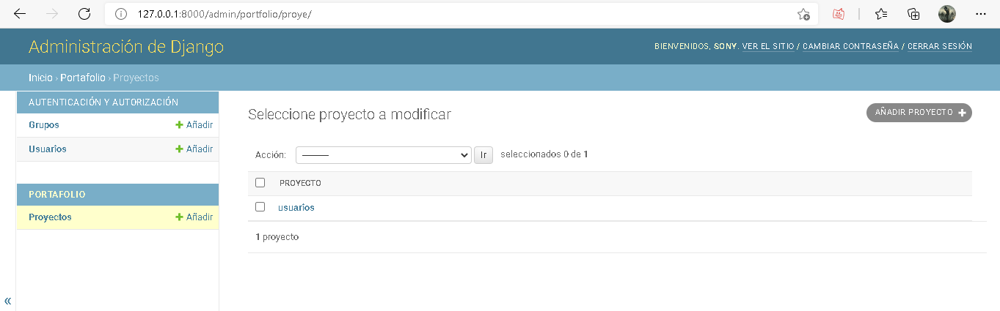 127.0.0.1:8000/admin/portfolio/proye/
Administración de Django
BIENVENIDOS, SONY. VER EL SITIO / CAMBIAR CONTRASEÑA / CERRAR SESIÓN
Inicio › Portafolio › Proyectos
AUTENTICACIÓN Y AUTORIZACIÓN
Grupos + Añadir
Usuarios + Añadir
PORTAFOLIO
Proyectos + Añadir
«
Seleccione proyecto a modificar
AÑADIR PROYECTO +
Acción: --------- Ir seleccionados 0 de 1
PROYECTO
usuarios
1 proyecto